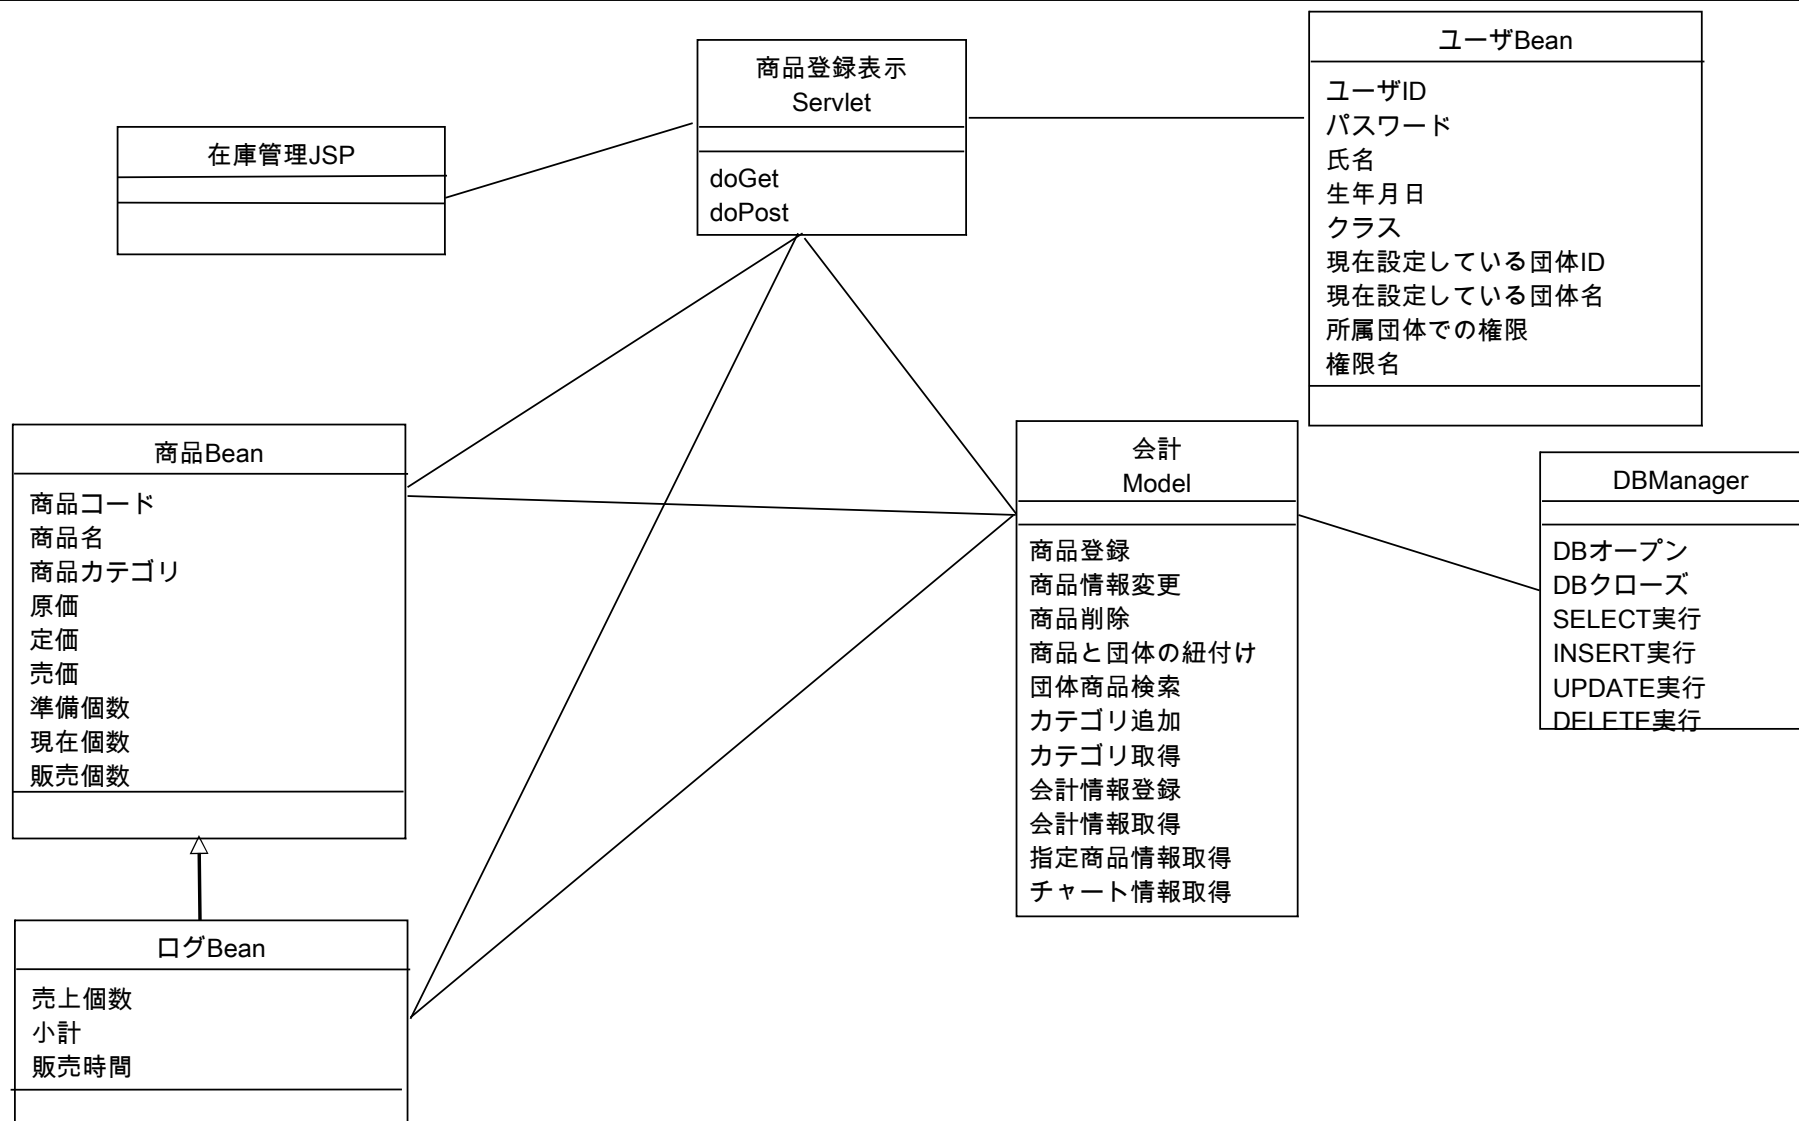 商品登録表示
Servlet
doGet
doPost
ユーザBean
ユーザID
パスワード
氏名
生年月日
クラス
現在設定している団体ID
現在設定している団体名
所属団体での権限
権限名
在庫管理JSP
商品Bean
商品コード
商品名
商品カテゴリ
原価
定価
売価
準備個数
現在個数
販売個数
会計
Model
商品登録
商品情報変更
商品削除
商品と団体の紐付け
団体商品検索
カテゴリ追加
カテゴリ取得
会計情報登録
会計情報取得
指定商品情報取得
チャート情報取得
DBManager
DBオープン
DBクローズ
SELECT実行
INSERT実行
UPDATE実行
DELETE実行
ログBean
売上個数
小計
販売時間